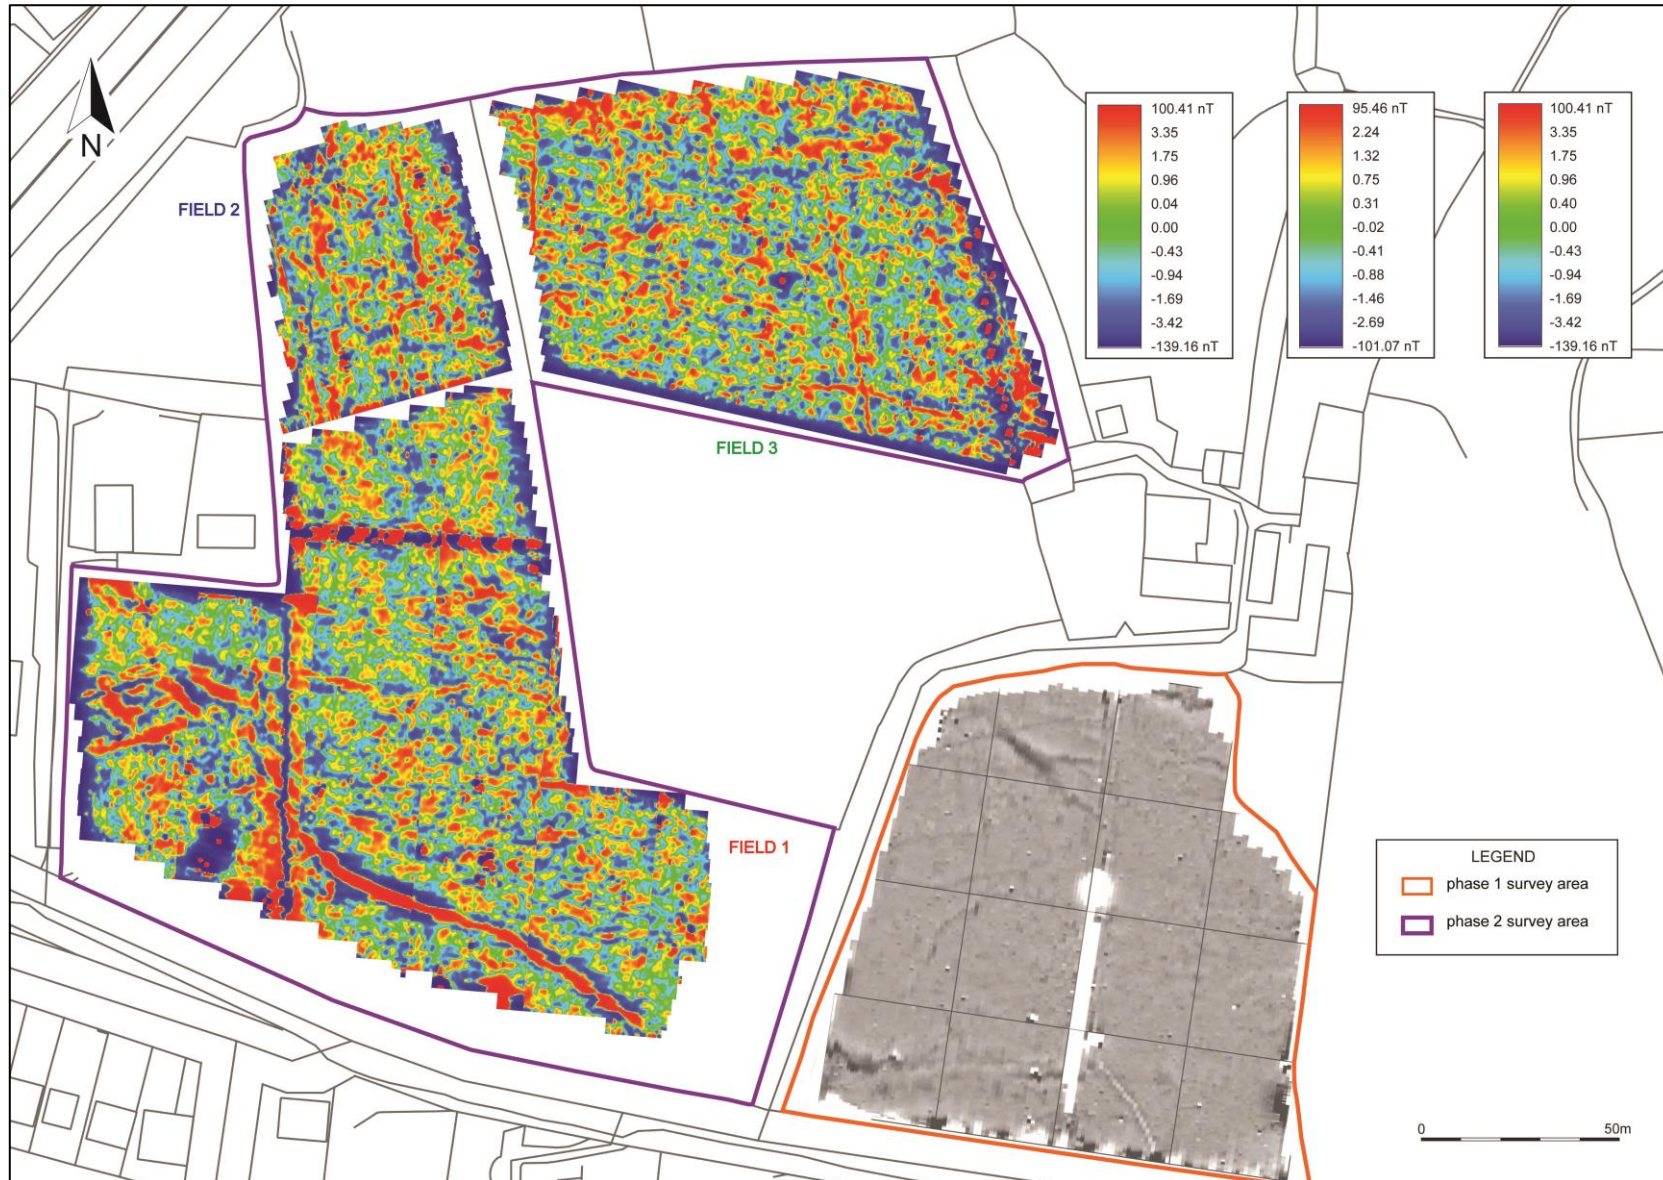 N
FIELD 2
FIELD 3
FIELD 1
100.41 nT
3.35
1.75
0.96
0.04
0.00
-0.43
-0.94
-1.69
-3.42
-139.16 nT
95.46 nT
2.24
1.32
0.75
0.31
-0.02
-0.41
-0.88
-1.46
-2.69
-101.07 nT
100.41 nT
3.35
1.75
0.96
0.40
0.00
-0.43
-0.94
-1.69
-3.42
-139.16 nT
LEGEND
phase 1 survey area
phase 2 survey area
0 50m